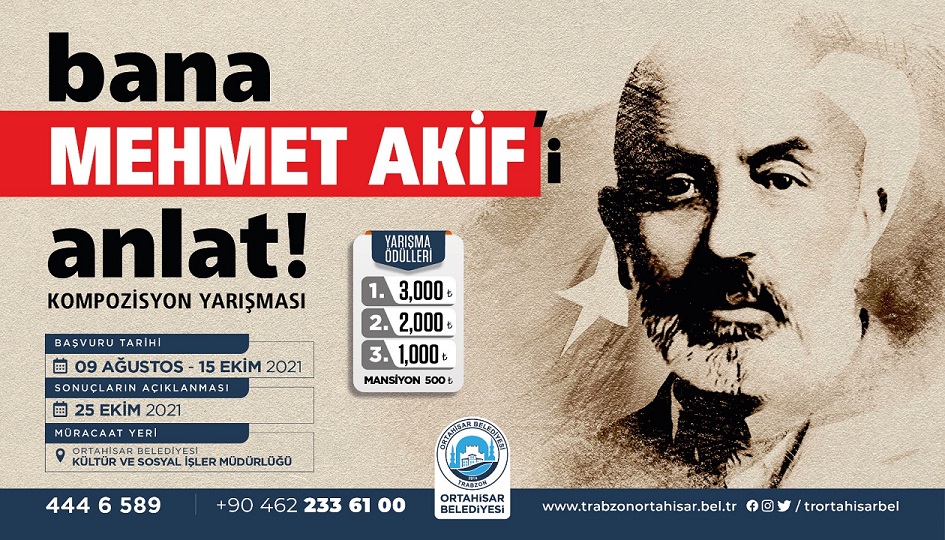 bana
MEHMET AKİF'i
anlat!
KOMPOZİSYON YARIŞMASI
YARIŞMA
ÖDÜLLERİ
1. 3,000 ₺
2. 2,000 ₺
3. 1,000 ₺
MANSİYON 500 ₺
BAŞVURU TARİHİ
09 AĞUSTOS - 15 EKİM 2021
SONUÇLARIN AÇIKLANMASI
25 EKİM 2021
MÜRACAAT YERİ
ORTAHİSAR BELEDİYESİ
KÜLTÜR VE SOSYAL İŞLER MÜDÜRLÜĞÜ
444 6 589
+90 462 233 61 00
ORTAHİSAR BELEDİYESİ
2014
TRABZON
ORTAHİSAR
BELEDİYESİ
www.trabzonortahisar.bel.tr
/ trortahisarbel